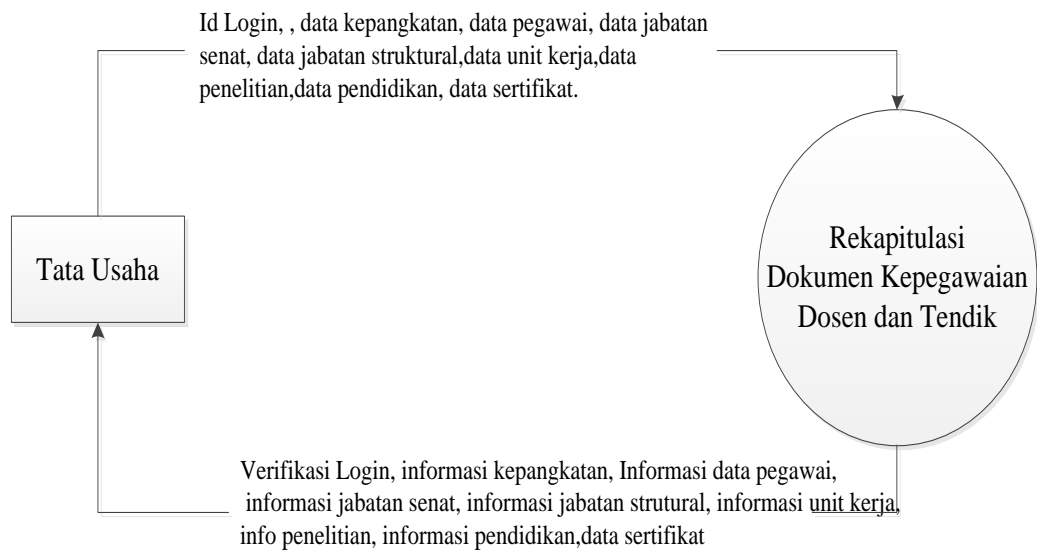 Id Login, , data kepangkatan, data pegawai, data jabatan
senat, data jabatan struktural,data unit kerja,data
penelitian,data pendidikan, data sertifikat.
Tata Usaha
Rekapitulasi
Dokumen Kepegawaian
Dosen dan Tendik
Verifikasi Login, informasi kepangkatan, Informasi data pegawai,
informasi jabatan senat, informasi jabatan strutural, informasi unit kerja,
info penelitian, informasi pendidikan,data sertifikat